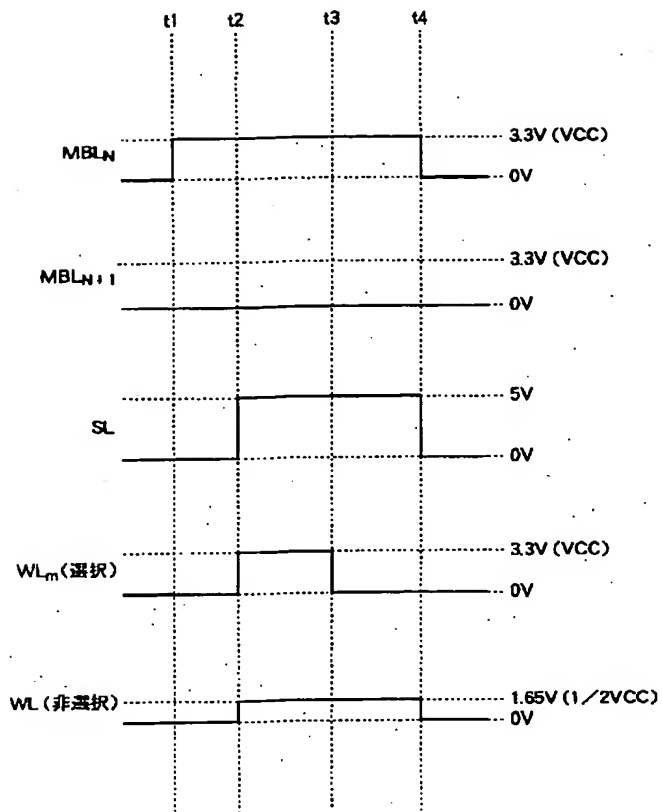 t1 t2 t3 t4
MBLN 3.3V (VCC)
0V
MBLN+1 3.3V (VCC)
0V
SL 5V
0V
WLm (選択) 3.3V (VCC)
0V
WL (非選択) 1.65V (1/2VCC)
0V